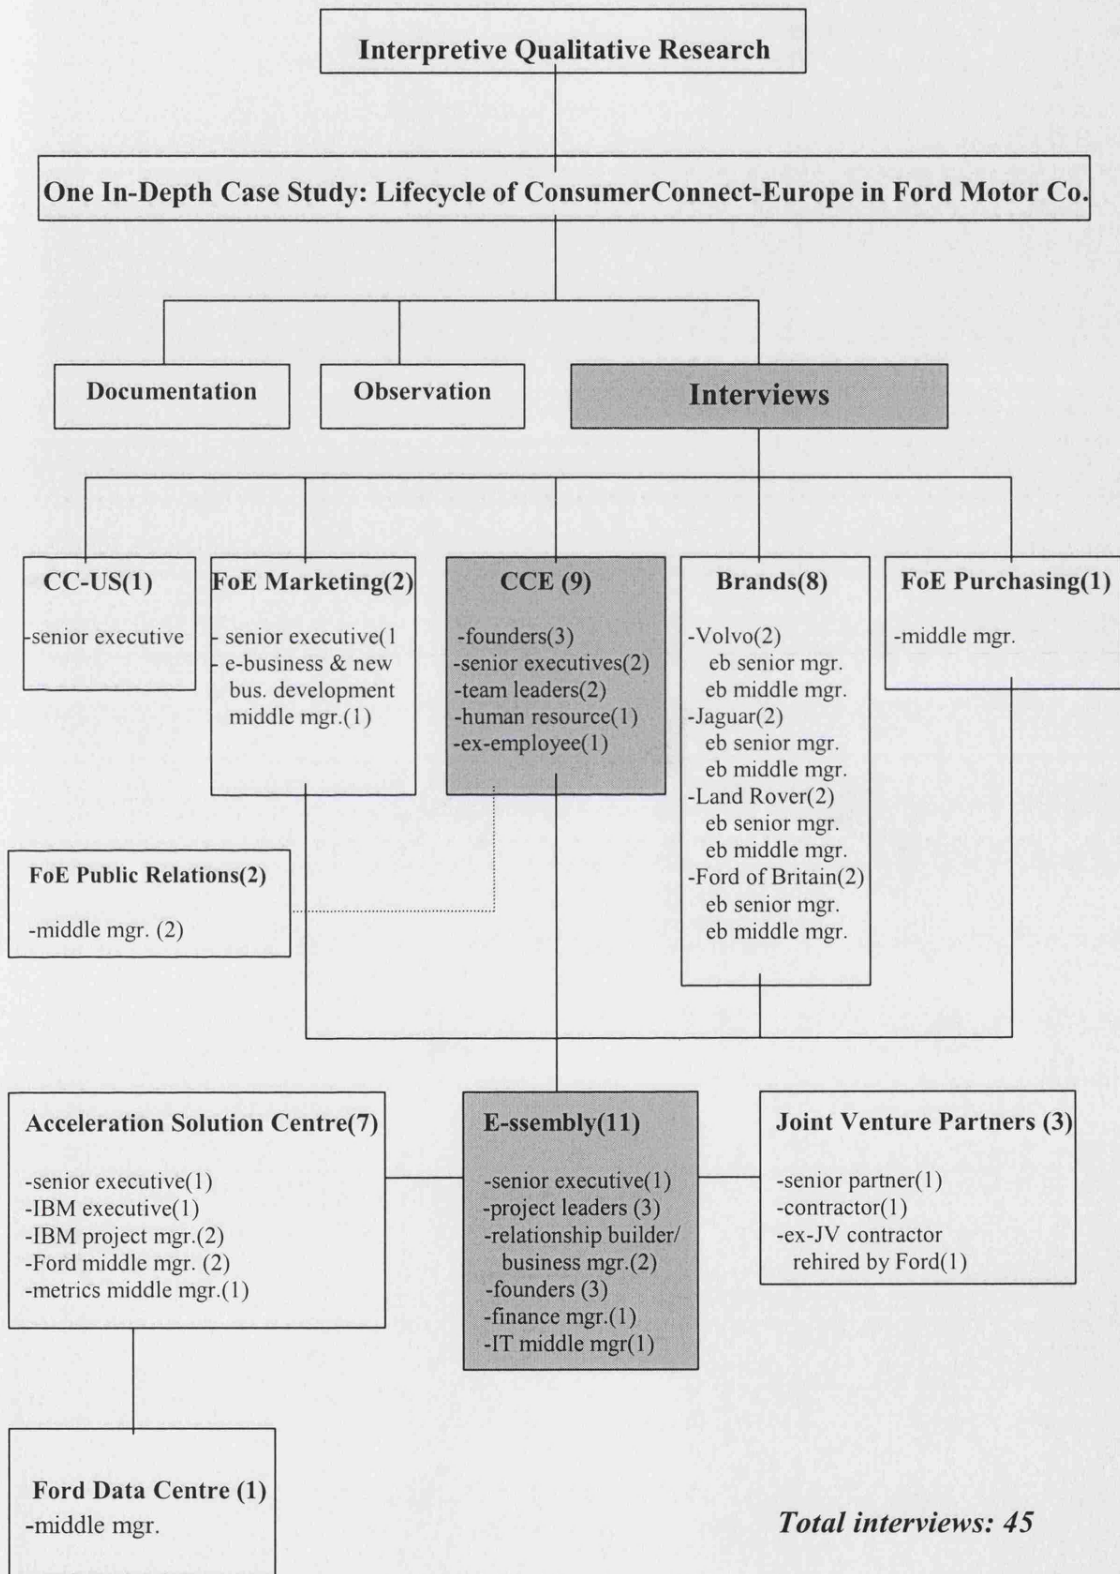 Interpretive Qualitative Research
One In-Depth Case Study: Lifecycle of ConsumerConnect-Europe in Ford Motor Co.
Documentation
Observation
Interviews
CC-US(1)
-senior executive
FoE Marketing(2)
- senior executive(1
- e-business & new
bus. development
middle mgr.(1)
CCE (9)
-founders(3)
-senior executives(2)
-team leaders(2)
-human resource(1)
-ex-employee(1)
Brands(8)
-Volvo(2)
eb senior mgr.
eb middle mgr.
-Jaguar(2)
eb senior mgr.
eb middle mgr.
-Land Rover(2)
eb senior mgr.
eb middle mgr.
-Ford of Britain(2)
eb senior mgr.
eb middle mgr.
FoE Purchasing(1)
-middle mgr.
FoE Public Relations(2)
-middle mgr. (2)
Acceleration Solution Centre(7)
-senior executive(1)
-IBM executive(1)
-IBM project mgr.(2)
-Ford middle mgr. (2)
-metrics middle mgr.(1)
E-ssembly(11)
-senior executive(1)
-project leaders (3)
-relationship builder/
business mgr.(2)
-founders (3)
-finance mgr.(1)
-IT middle mgr(1)
Joint Venture Partners (3)
-senior partner(1)
-contractor(1)
-ex-JV contractor
rehired by Ford(1)
Ford Data Centre (1)
-middle mgr.
Total interviews: 45